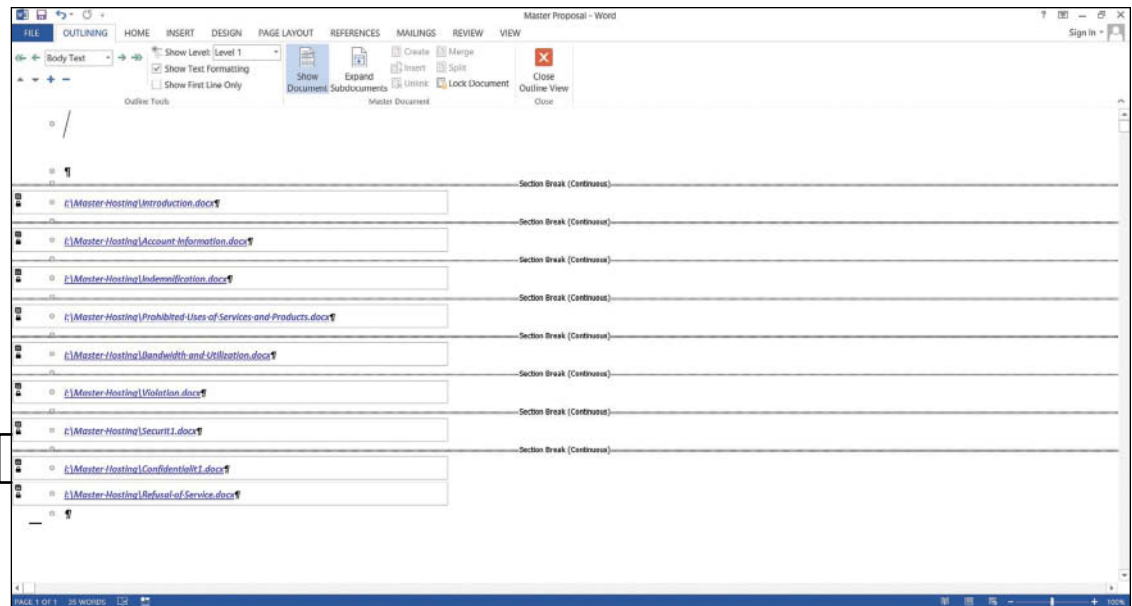 Master Proposal - Word
FILE OUTLINING HOME INSERT DESIGN PAGE LAYOUT REFERENCES MAILINGS REVIEW VIEW Sign in
Body Text
Show Level: Level 1
Show Text Formatting
Show First Line Only
Outline Tools
Show Document
Expand Subdocuments
Create Merge
Insert Split
Unlink Lock Document
Master Document
Close Outline View
Close
¶
Section Break (Continuous)
I:\Master-Hosting\Introduction.docx¶
Section Break (Continuous)
I:\Master-Hosting\Account-Information.docx¶
Section Break (Continuous)
I:\Master-Hosting\Indemnification.docx¶
Section Break (Continuous)
I:\Master-Hosting\Prohibited-Uses-of-Services-and-Products.docx¶
Section Break (Continuous)
I:\Master-Hosting\Bandwidth-and-Utilization.docx¶
Section Break (Continuous)
I:\Master-Hosting\Violation.docx¶
Section Break (Continuous)
I:\Master-Hosting\Securit1.docx¶
Section Break (Continuous)
I:\Master-Hosting\Confidentialit1.docx¶
I:\Master-Hosting\Refusal-of-Service.docx¶
¶
PAGE 1 OF 1 35 WORDS 100%